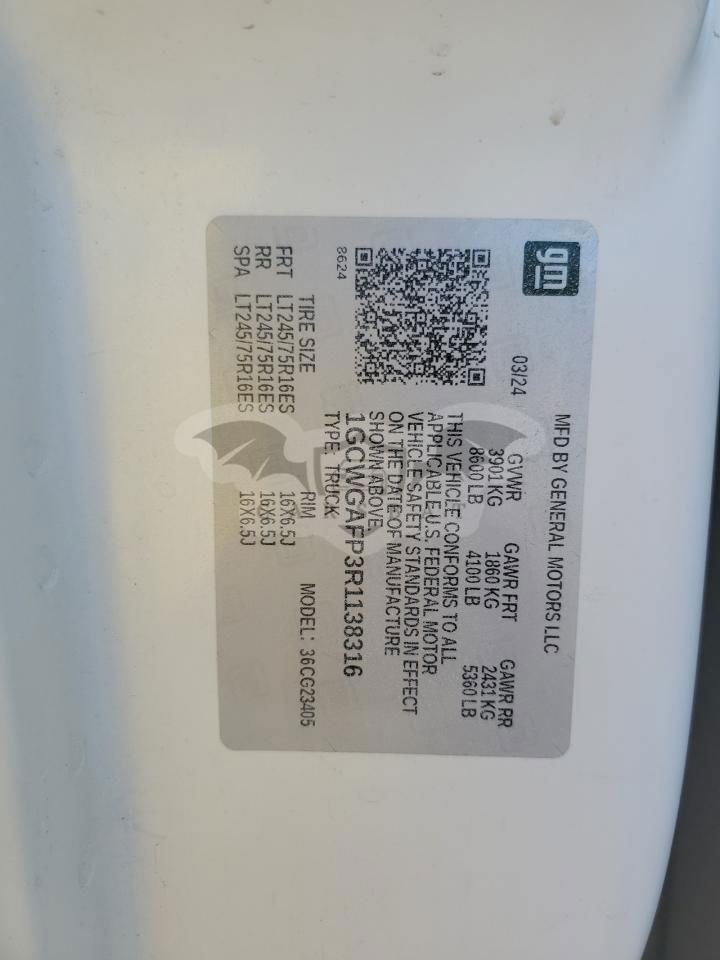 gm
MFD BY GENERAL MOTORS LLC
03/24 GVWR GAWR FRT GAWR RR
3901 KG 1860 KG 2431 KG
8600 LB 4100 LB 5360 LB
THIS VEHICLE CONFORMS TO ALL
APPLICABLE U.S. FEDERAL MOTOR
VEHICLE SAFETY STANDARDS IN EFFECT
ON THE DATE OF MANUFACTURE
SHOWN ABOVE.
1GCWGAFP3R1138316
TYPE: TRUCK
8624
MODEL: 36CG23405
TIRE SIZE RIM
FRT LT245/75R16ES 16X6.5J
RR LT245/75R16ES 16X6.5J
SPA LT245/75R16ES 16X6.5J